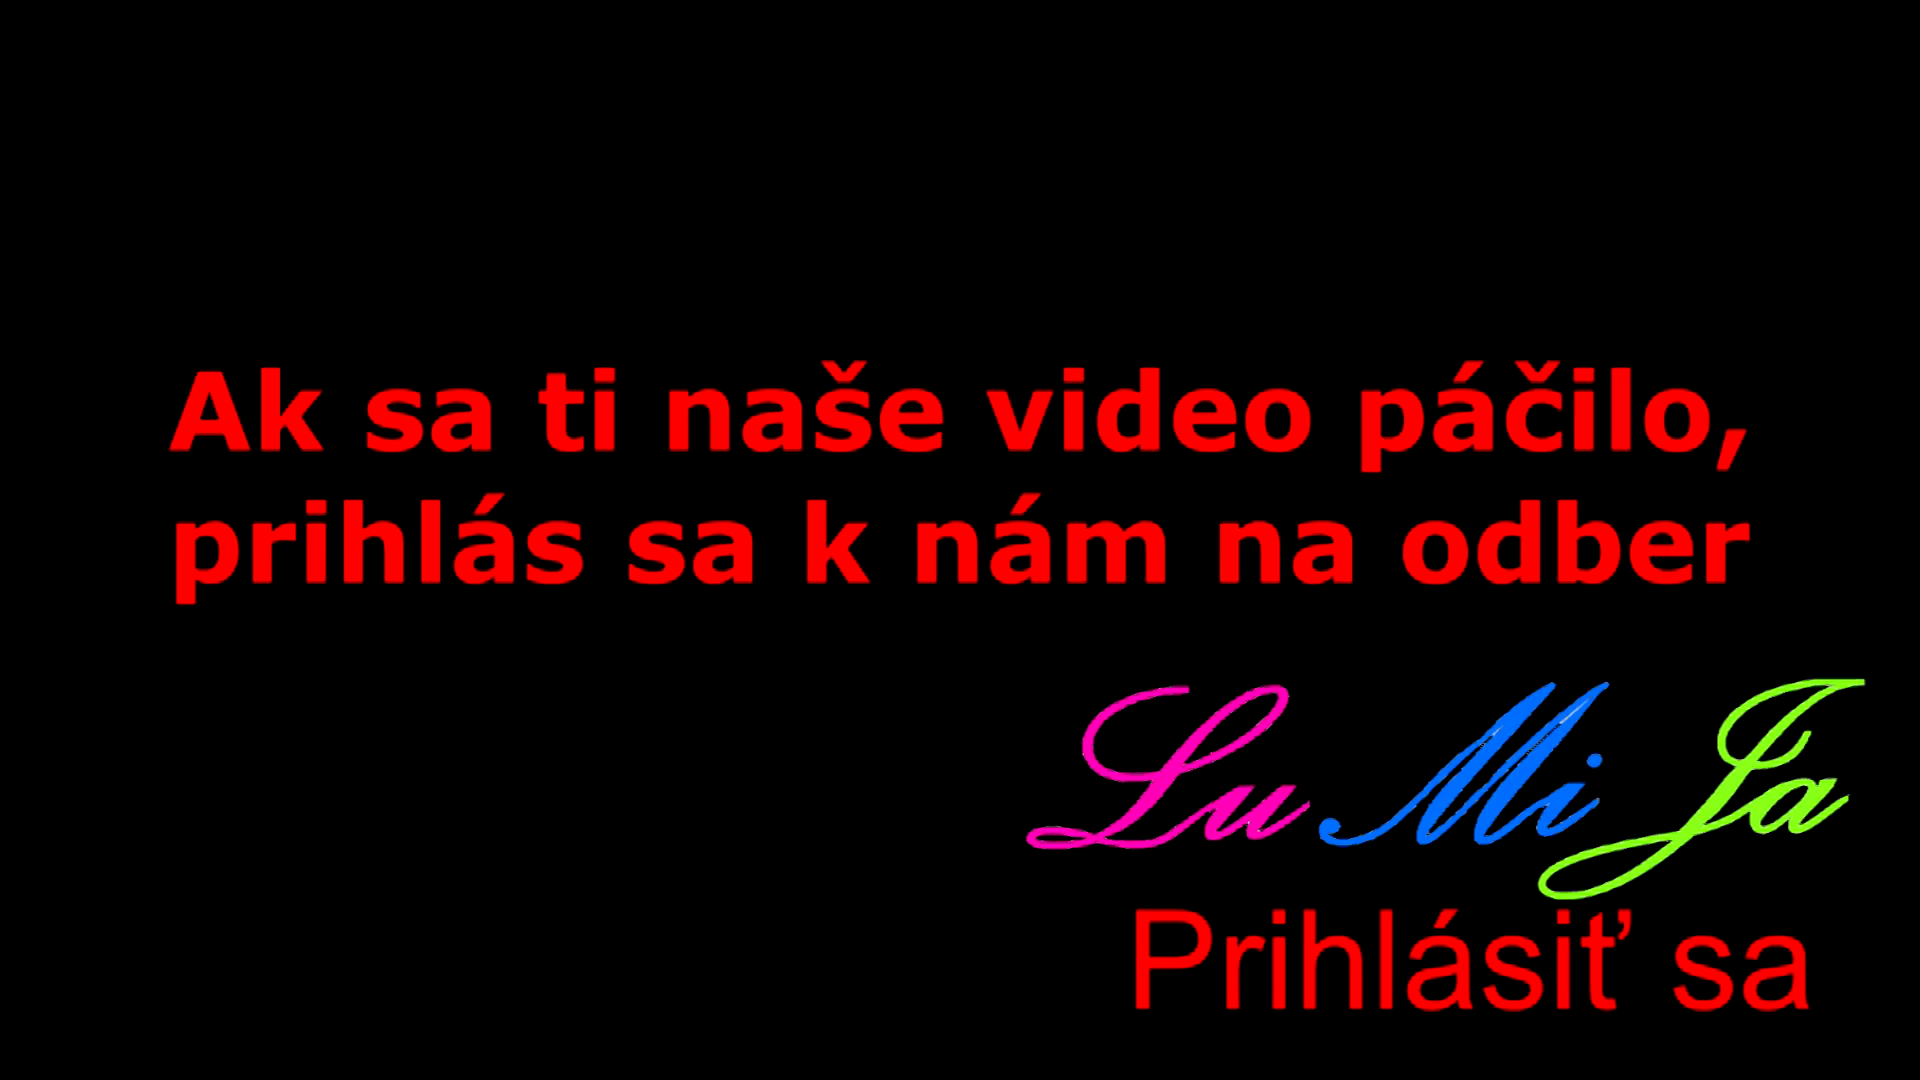 Ak sa ti naše video páčilo,
prihlás sa k nám na odber
Lu Mi Ja
Prihlásiť sa